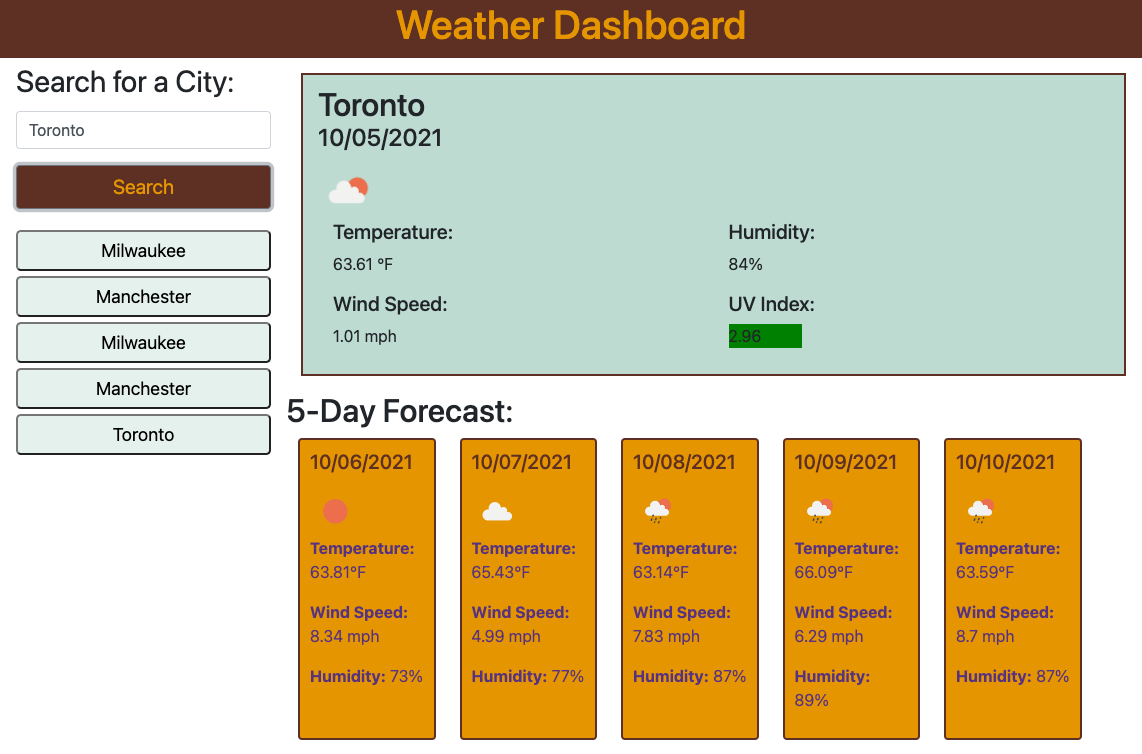 Weather Dashboard
Search for a City:
Toronto
Search
Milwaukee
Manchester
Milwaukee
Manchester
Toronto
Toronto
10/05/2021
Temperature:
63.61 °F
Humidity:
84%
Wind Speed:
1.01 mph
UV Index:
2.96
5-Day Forecast:
10/06/2021
Temperature:
63.81°F
Wind Speed:
8.34 mph
Humidity: 73%
10/07/2021
Temperature:
65.43°F
Wind Speed:
4.99 mph
Humidity: 77%
10/08/2021
Temperature:
63.14°F
Wind Speed:
7.83 mph
Humidity: 87%
10/09/2021
Temperature:
66.09°F
Wind Speed:
6.29 mph
Humidity:
89%
10/10/2021
Temperature:
63.59°F
Wind Speed:
8.7 mph
Humidity: 87%